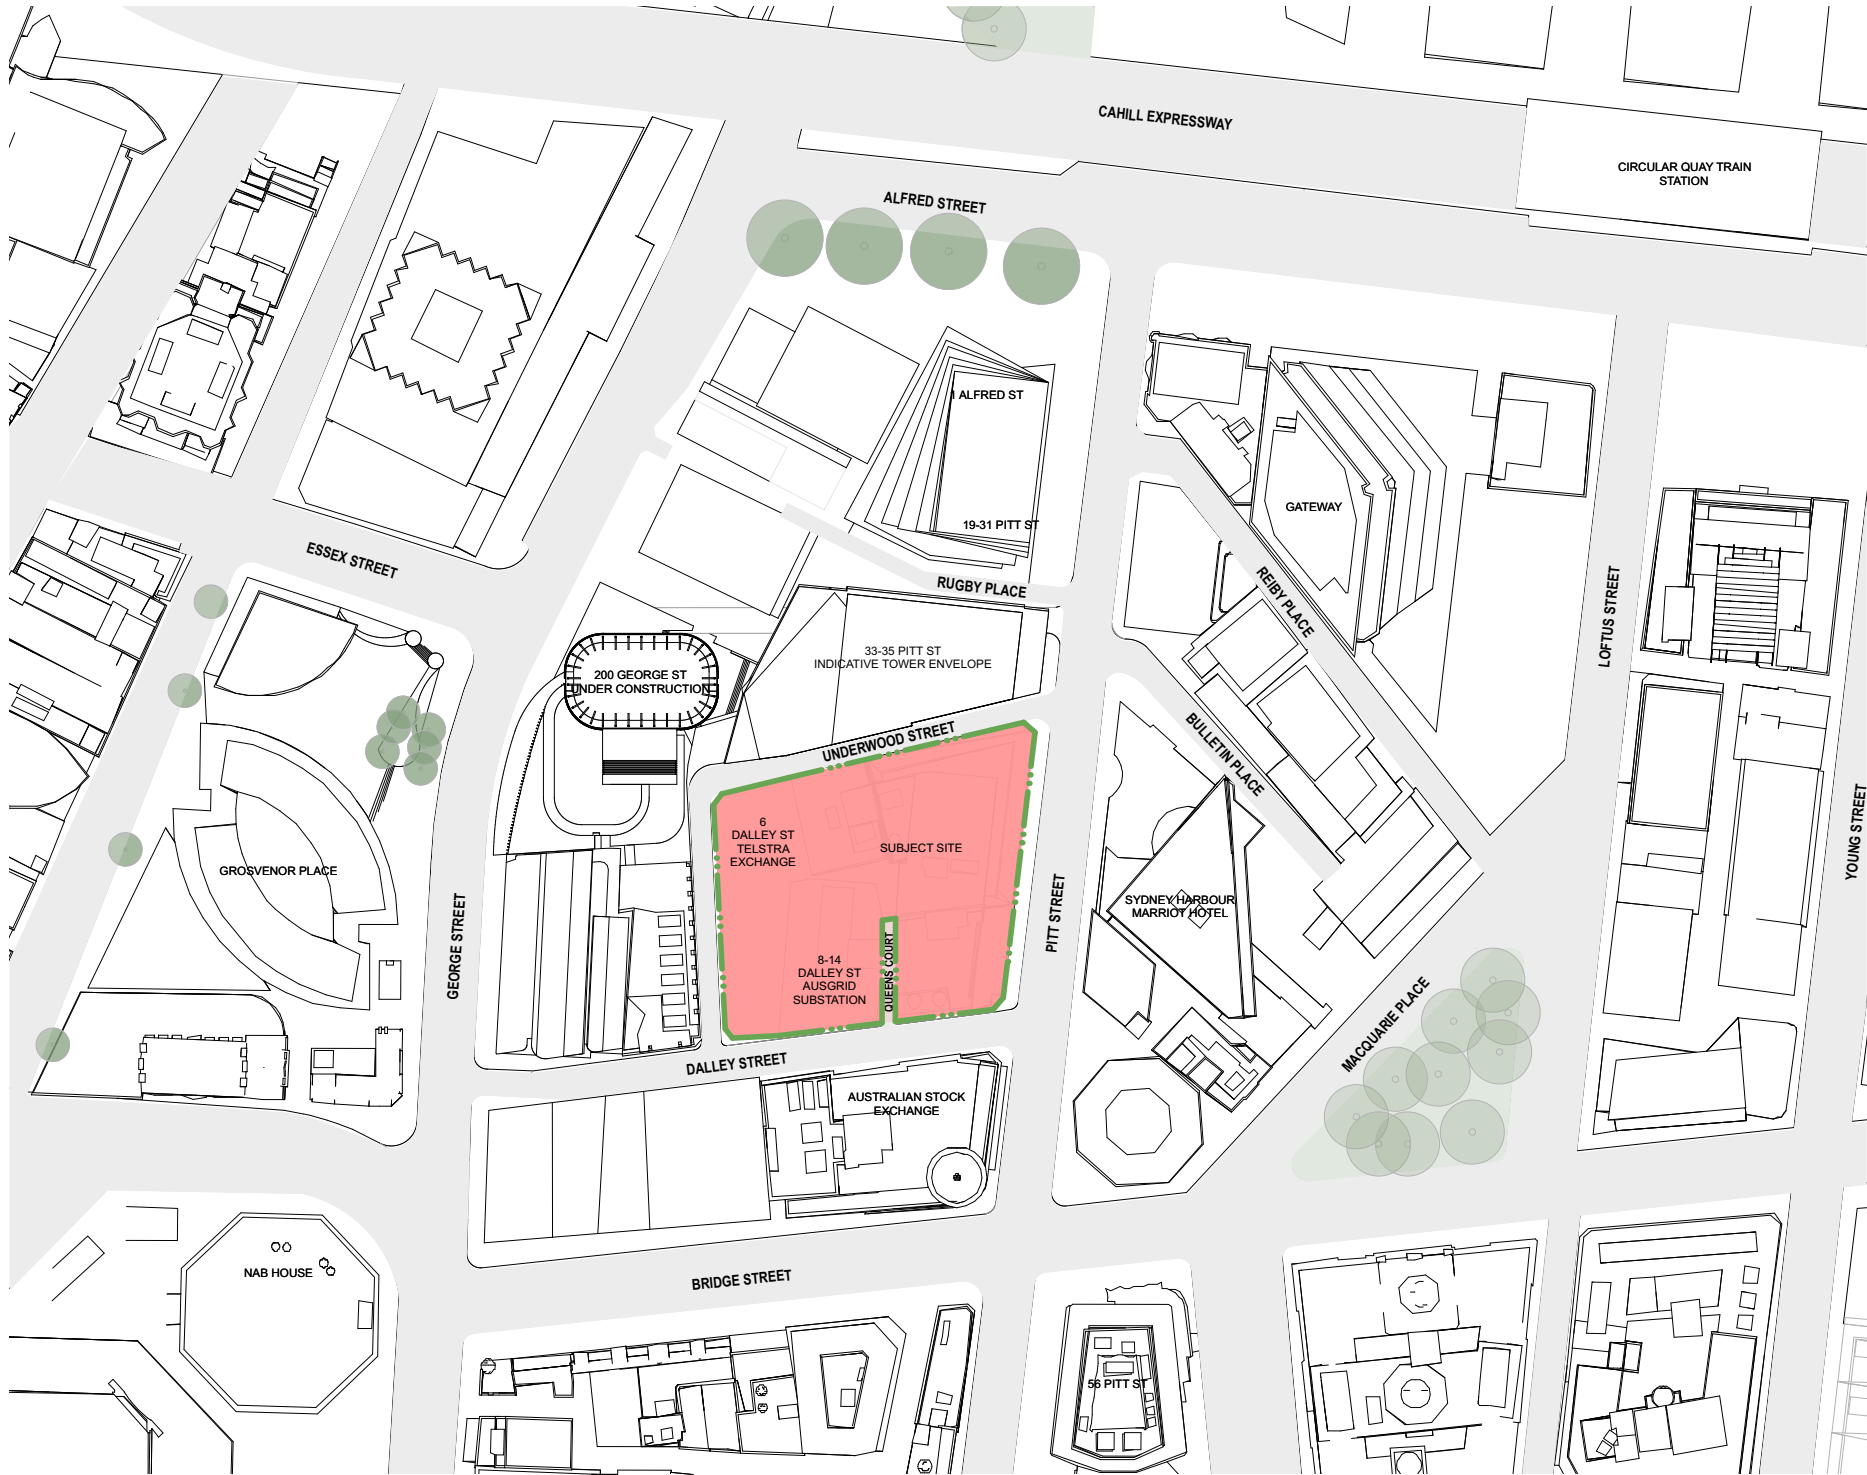 CAHILL EXPRESSWAY
CIRCULAR QUAY TRAIN
STATION
ALFRED STREET
1 ALFRED ST
19-31 PITT ST
GATEWAY
ESSEX STREET
RUGBY PLACE
REIBY PLACE
LOFTUS STREET
33-35 PITT ST
INDICATIVE TOWER ENVELOPE
200 GEORGE ST
UNDER CONSTRUCTION
UNDERWOOD STREET
BULLETIN PLACE
YOUNG STREET
6
DALLEY ST
TELSTRA
EXCHANGE
SUBJECT SITE
GROSVENOR PLACE
GEORGE STREET
PITT STREET
SYDNEY HARBOUR
MARRIOT HOTEL
8-14
DALLEY ST
AUSGRID
SUBSTATION
QUEENS COURT
MACQUARIE PLACE
DALLEY STREET
AUSTRALIAN STOCK
EXCHANGE
NAB HOUSE
BRIDGE STREET
56 PITT ST